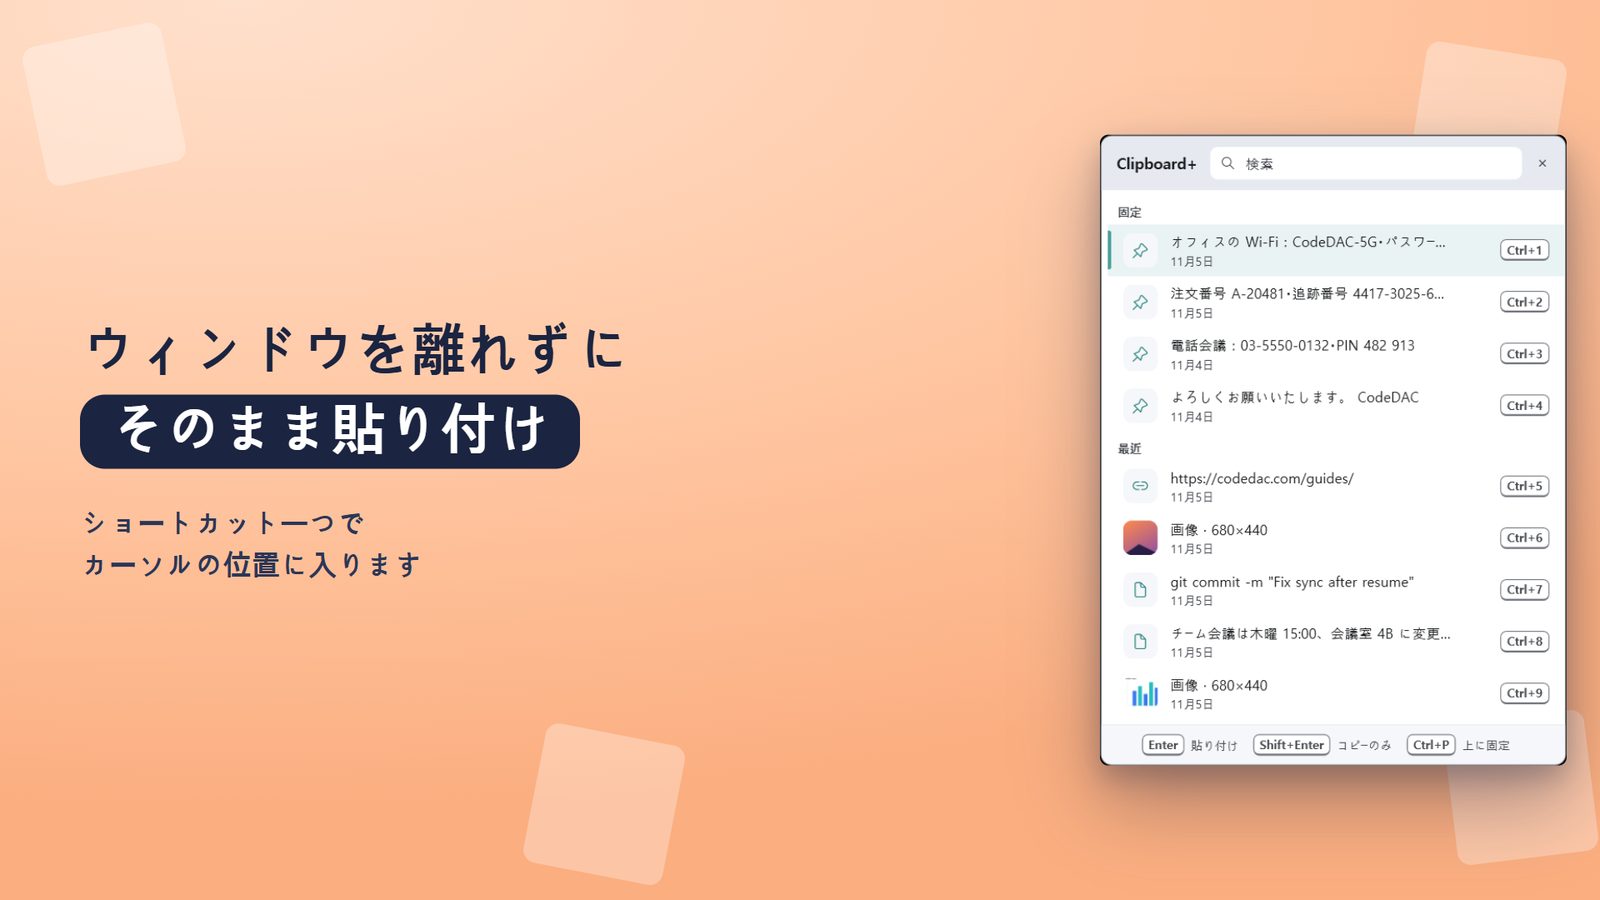 ウィンドウを離れずに
そのまま貼り付け
ショートカット一つで
カーソルの位置に入ります
Clipboard+
検索
×
固定
オフィスの Wi-Fi：CodeDAC-5G・パスワー...
11月5日
Ctrl+1
注文番号 A-20481・追跡番号 4417-3025-6...
11月5日
Ctrl+2
電話会議：03-5550-0132・PIN 482 913
11月4日
Ctrl+3
よろしくお願いいたします。 CodeDAC
11月4日
Ctrl+4
最近
https://codedac.com/guides/
11月5日
Ctrl+5
画像 · 680×440
11月5日
Ctrl+6
git commit -m "Fix sync after resume"
11月5日
Ctrl+7
チーム会議は木曜 15:00、会議室 4B に変更...
11月5日
Ctrl+8
画像 · 680×440
11月5日
Ctrl+9
Enter 貼り付け Shift+Enter コピーのみ Ctrl+P 上に固定